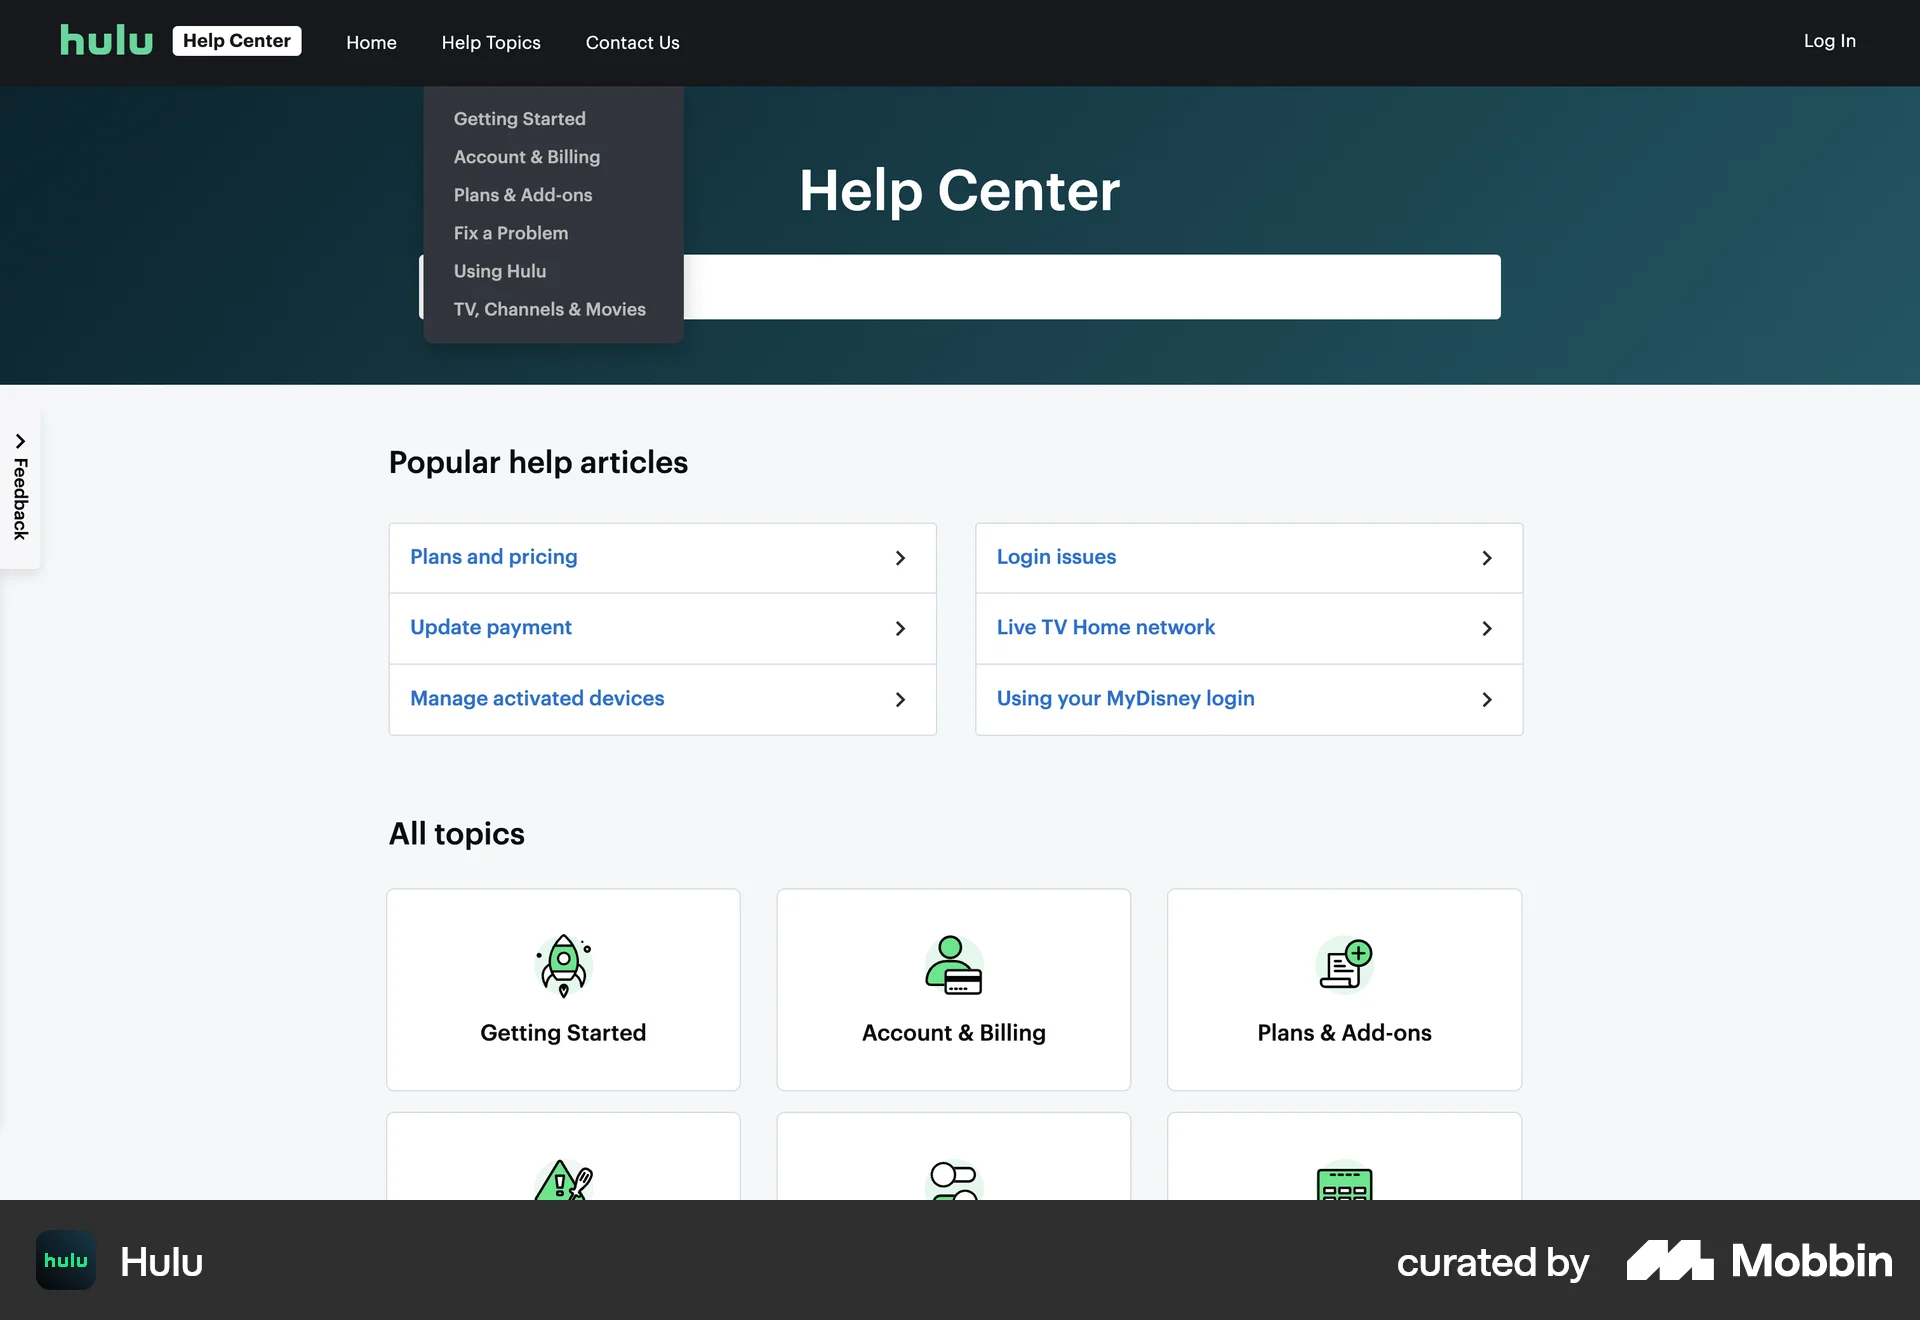 hulu Help Center Home Help Topics Contact Us Log In
Getting Started
Account & Billing
Plans & Add-ons
Fix a Problem
Using Hulu
TV, Channels & Movies
Help Center
Feedback
Popular help articles
Plans and pricing
Update payment
Manage activated devices
Login issues
Live TV Home network
Using your MyDisney login
All topics
Getting Started
Account & Billing
Plans & Add-ons
hulu Hulu
curated by Mobbin